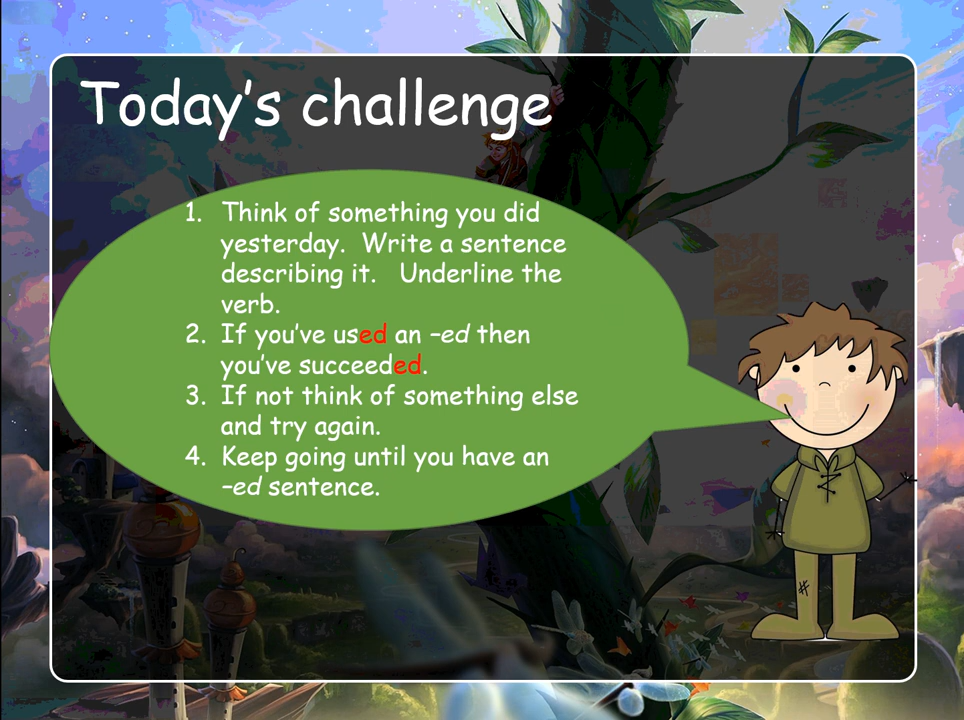 Today's challenge
1. Think of something you did
yesterday.  Write a sentence
describing it.   Underline the
verb.
2. If you've used an –ed then
you've succeeded.
3. If not think of something else
and try again.
4. Keep going until you have an
–ed sentence.